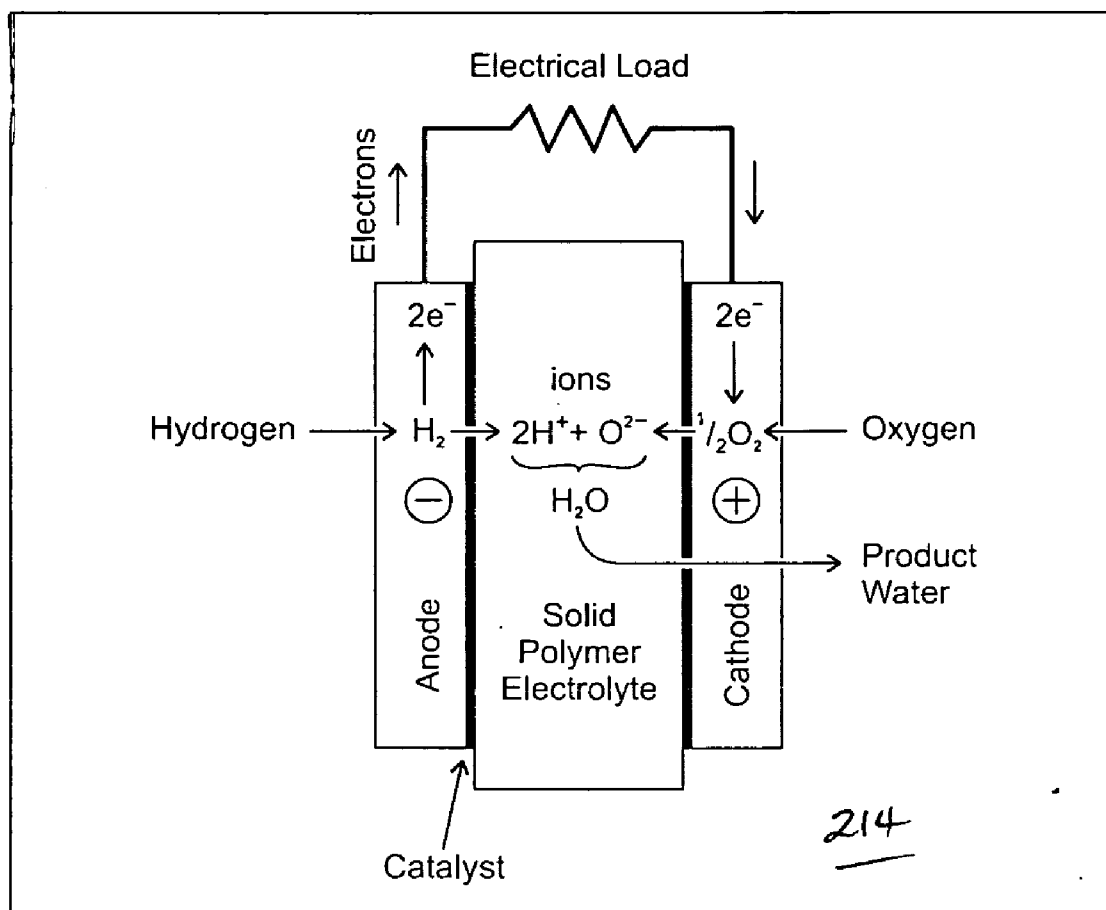 Electrical Load
Electrons
2e⁻
2e⁻
ions
Hydrogen
H₂
2H⁺ + O²⁻
¹/₂O₂
Oxygen
−
H₂O
+
Product
Water
Anode
Solid
Polymer
Electrolyte
Cathode
Catalyst
214